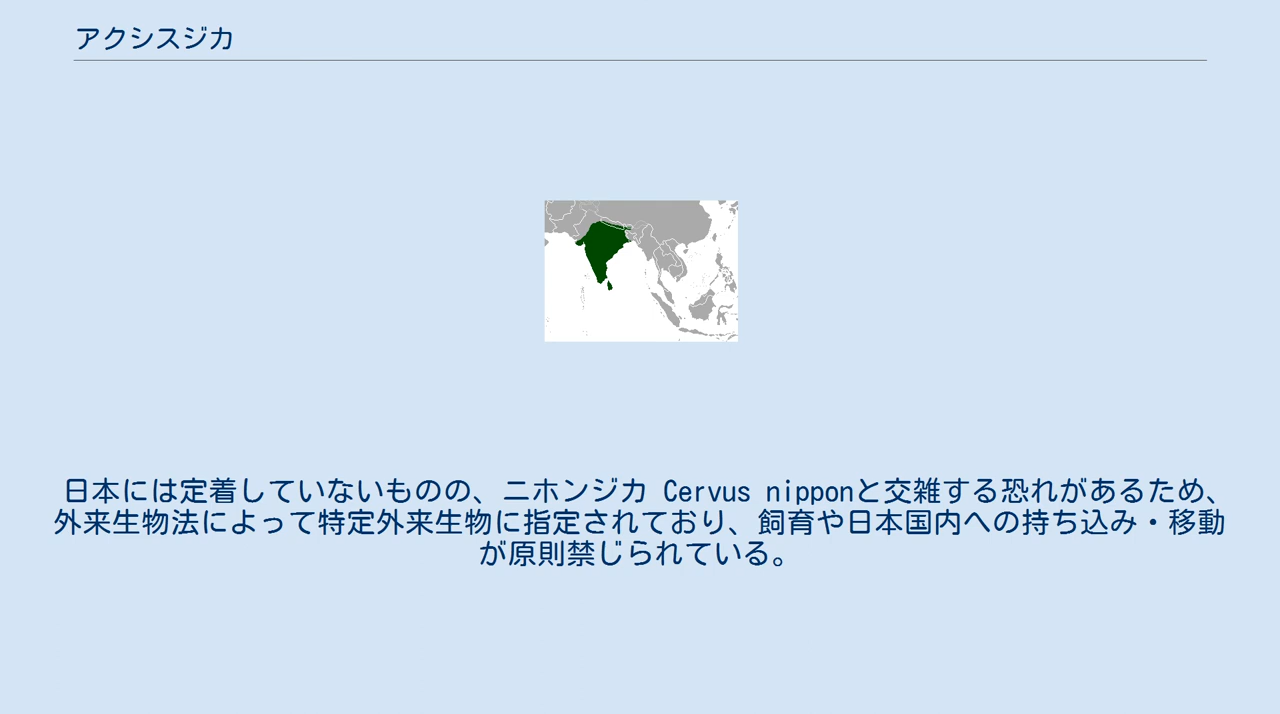 アクシスジカ
日本には定着していないものの、ニホンジカ Cervus nipponと交雑する恐れがあるため、
外来生物法によって特定外来生物に指定されており、飼育や日本国内への持ち込み・移動
が原則禁じられている。